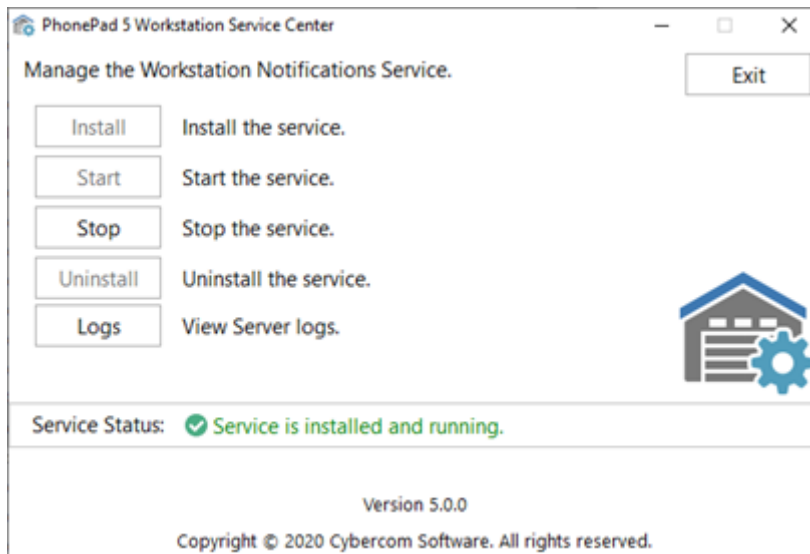 PhonePad 5 Workstation Service Center
Manage the Workstation Notifications Service.
Exit
Install Install the service.
Start Start the service.
Stop Stop the service.
Uninstall Uninstall the service.
Logs View Server logs.
Service Status: Service is installed and running.
Version 5.0.0
Copyright © 2020 Cybercom Software. All rights reserved.